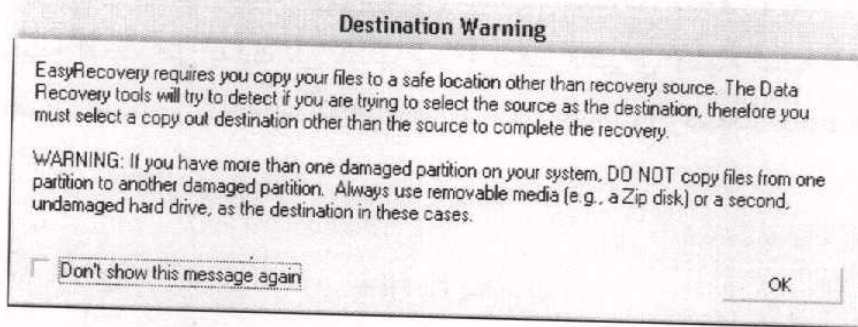 Destination Warning
EasyRecovery requires you copy your files to a safe location other than recovery source. The Data
Recovery tools will try to detect if you are trying to select the source as the destination, therefore you
must select a copy out destination other than the source to complete the recovery.
WARNING: If you have more than one damaged partition on your system, DO NOT copy files from one
partition to another damaged partition. Always use removable media (e.g., a Zip disk) or a second,
undamaged hard drive, as the destination in these cases.
Don't show this message again
OK